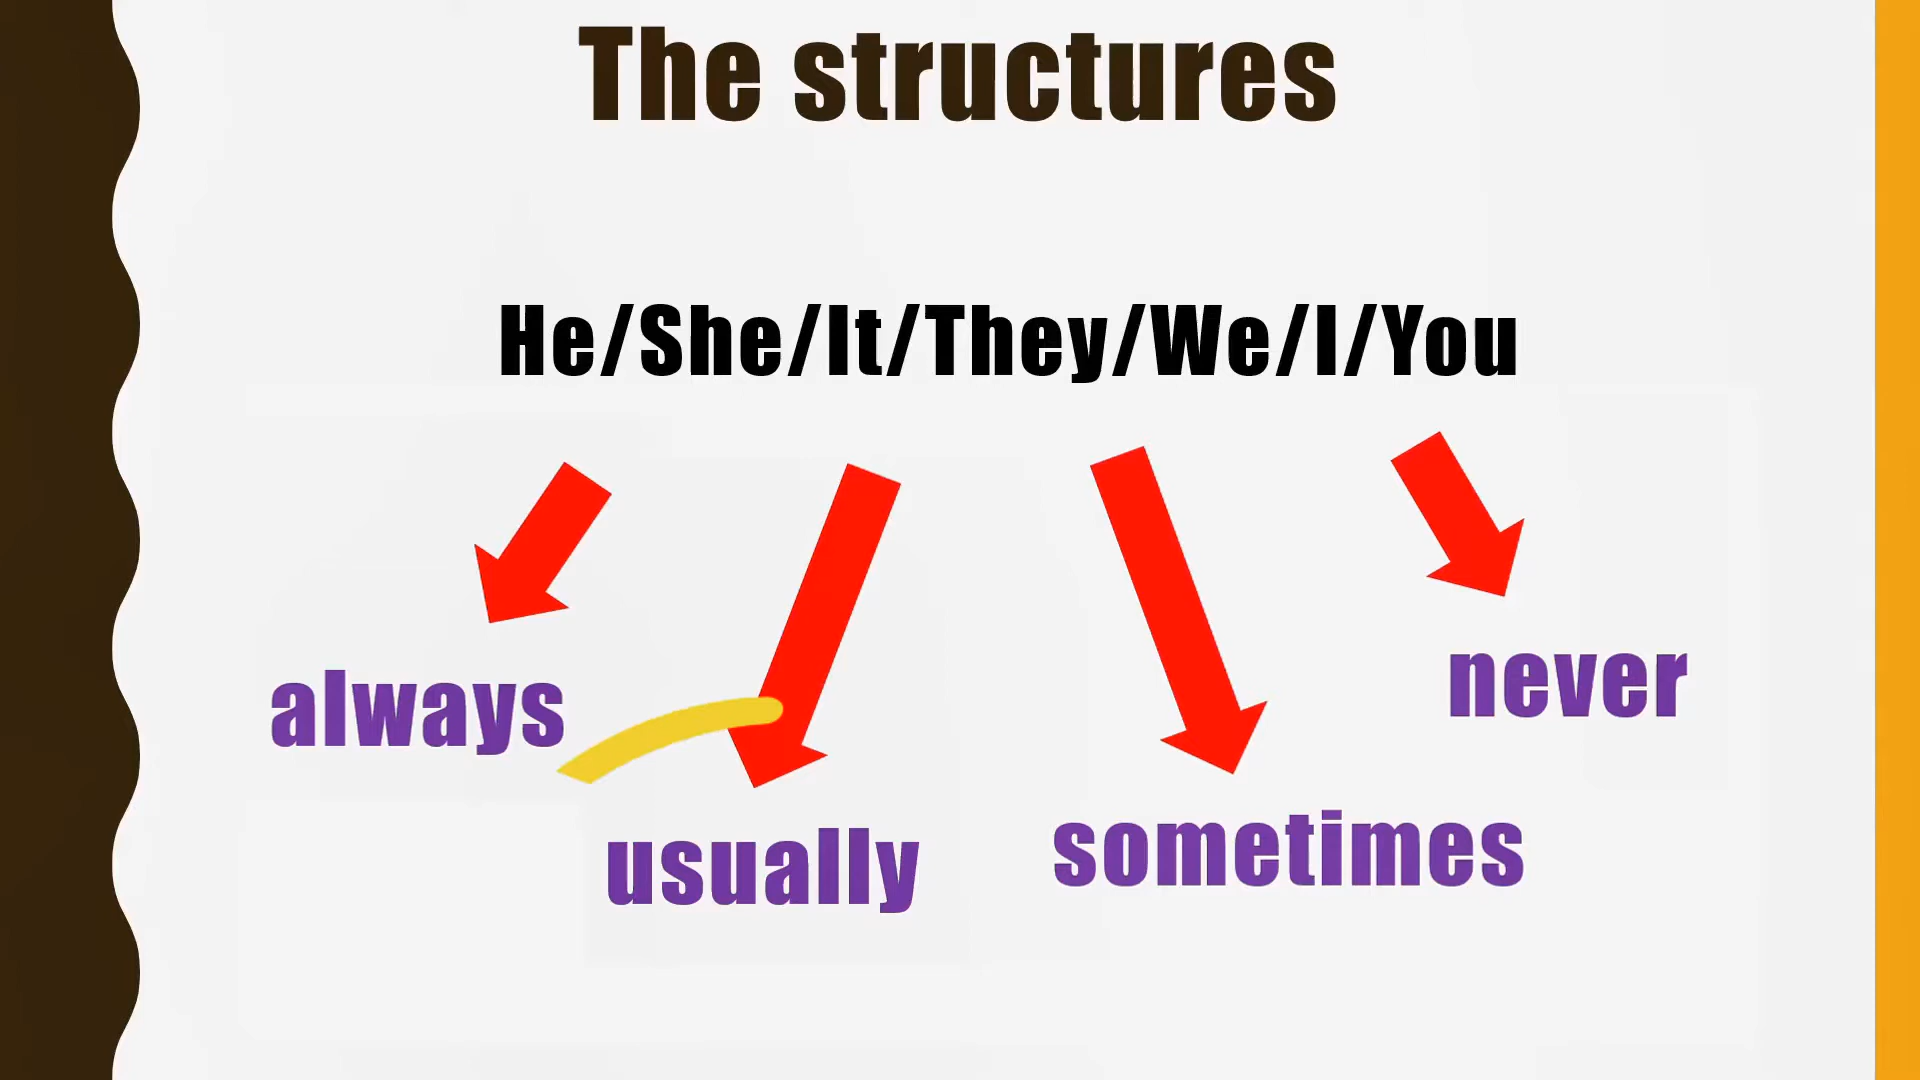 The structures
He/She/It/They/We/I/You
always
never
usually
sometimes